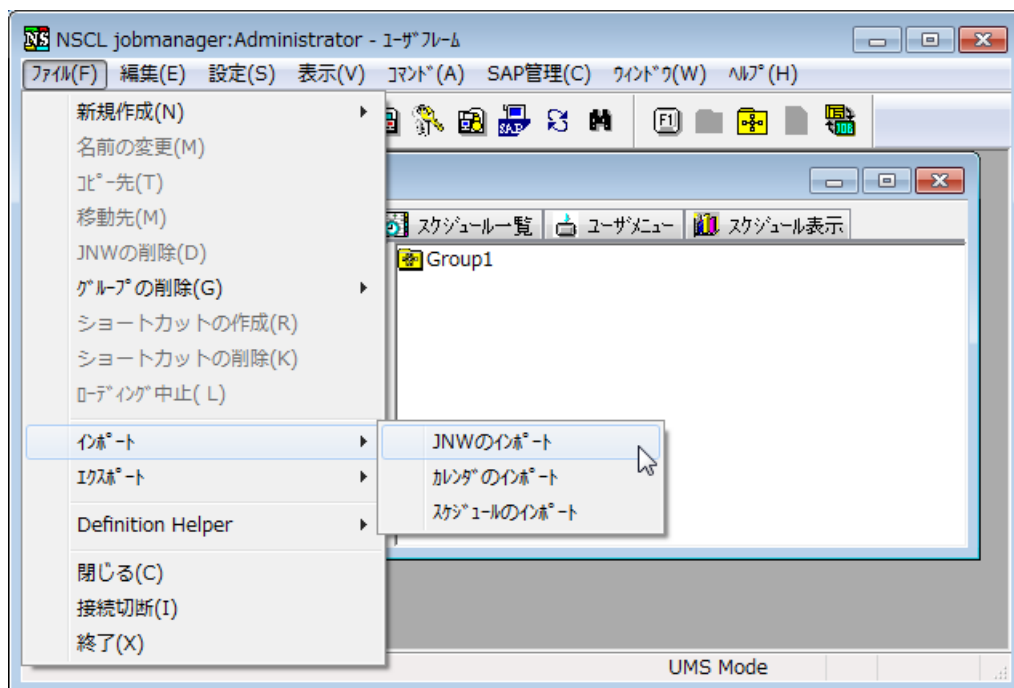 NS NSCL jobmanager:Administrator - ﾕｰｻﾞﾌﾚｰﾑ
ﾌｧｲﾙ(F) 編集(E) 設定(S) 表示(V) ｺﾏﾝﾄﾞ(A) SAP管理(C) ｳｨﾝﾄﾞｳ(W) ﾍﾙﾌﾟ(H)
新規作成(N)
名前の変更(M)
ｺﾋﾟｰ先(T)
移動先(M)
JNWの削除(D)
ｸﾞﾙｰﾌﾟの削除(G)
ショートカットの作成(R)
ショートカットの削除(K)
ﾛｰﾃﾞｨﾝｸﾞ中止( L)
ｲﾝﾎﾟｰﾄ
ｴｸｽﾎﾟｰﾄ
Definition Helper
閉じる(C)
接続切断(I)
終了(X)
SAP F1 JOB
スケジュール一覧 ユーザメニュー スケジュール表示
Group1
JNWのｲﾝﾎﾟｰﾄ
ｶﾚﾝﾀﾞのｲﾝﾎﾟｰﾄ
ｽｹｼﾞｭｰﾙのｲﾝﾎﾟｰﾄ
UMS Mode